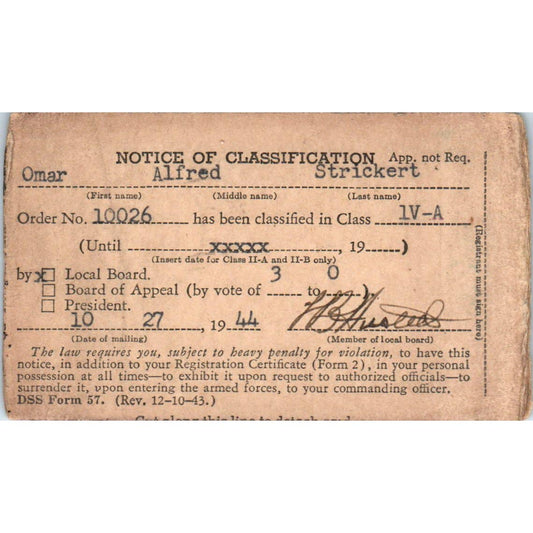 NOTICE OF CLASSIFICATION App. not Req.
Omar Alfred Strickert
(First name) (Middle name) (Last name)
Order No. 10026 has been classified in Class 1V-A
(Until xxxxx, 19 )
(Insert date for Class II-A and II-B only)
by x Local Board. 3 0
Board of Appeal (by vote of to )
President.
10 27, 1944
(Date of mailing) (Member of local board)
The law requires you, subject to heavy penalty for violation, to have this
notice, in addition to your Registration Certificate (Form 2), in your personal
possession at all times—to exhibit it upon request to authorized officials—to
surrender it, upon entering the armed forces, to your commanding officer.
DSS Form 57. (Rev. 12-10-43.)
(Registrant must sign here)